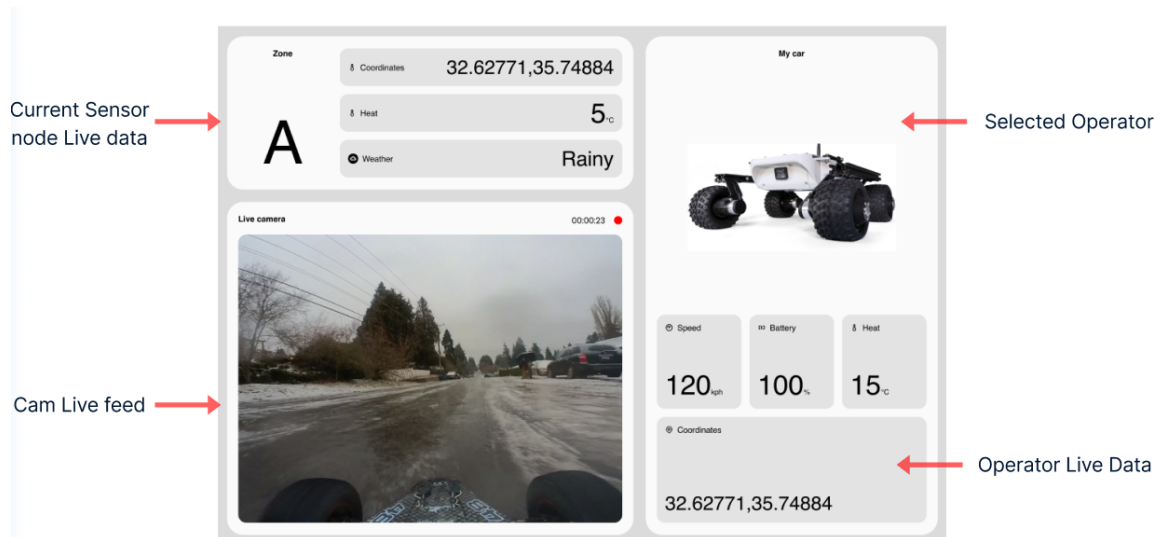 Current Sensor
node Live data
Zone
A
Coordinates 32.62771,35.74884
Heat 5°C
Weather Rainy
Live camera 00:00:23
Cam Live feed
My car
Selected Operator
Speed
120 kph
Battery
100 %
Heat
15 °C
Coordinates
32.62771,35.74884
Operator Live Data